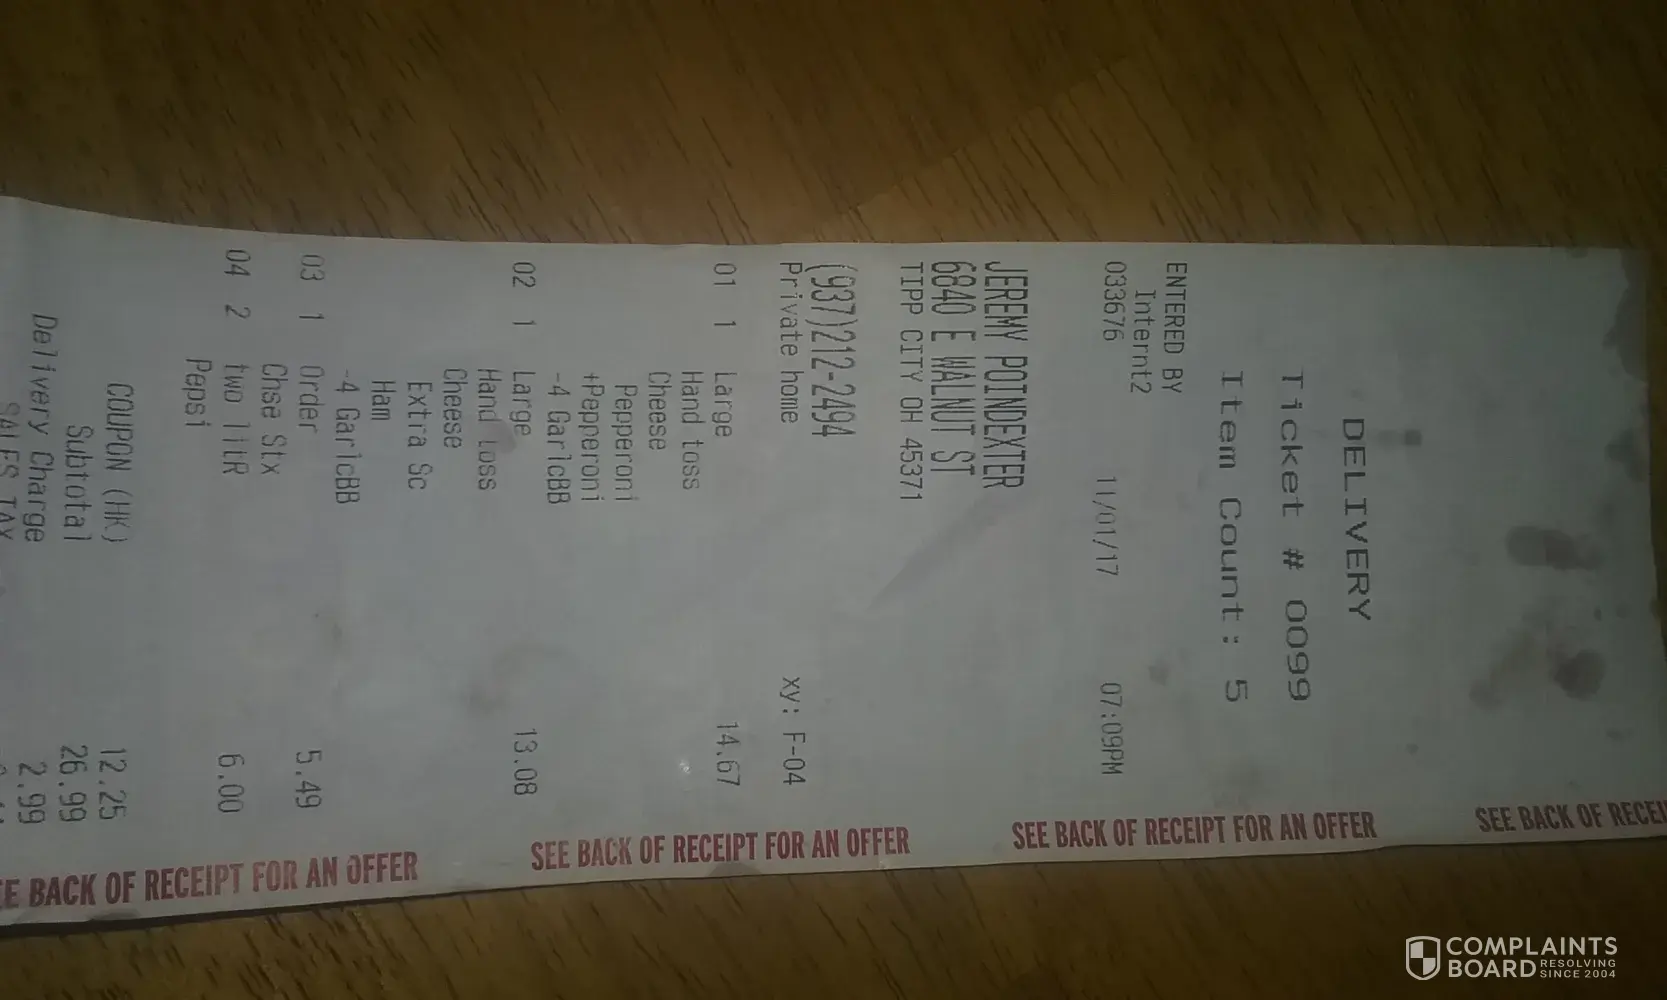 DELIVERY
Ticket # 0099
Item Count: 5
ENTERED BY
Internt2
033676 11/01/17 07:09PM
JEREMY POINDEXTER
6840 E WALNUT ST
TIPP CITY OH 45371
(937)212-2494
Private home xy: F-04
01 1 Large 14.67
Hand toss
Cheese
Pepperoni
+Pepperoni
-4 GarlcBB
02 1 Large 13.08
Hand toss
Cheese
Extra Sc
Ham
-4 GarlcBB
03 1 Order 5.49
Chse Stx
04 2 two litR 6.00
Pepsi
COUPON (HK) 12.25
Subtotal 26.99
Delivery Charge 2.99
SALES TAX
SEE BACK OF RECEIPT FOR AN OFFER
SEE BACK OF RECEIPT FOR AN OFFER
BACK OF RECEIPT FOR AN OFFER
SEE BACK OF
COMPLAINTS
BOARD RESOLVING
SINCE 2004